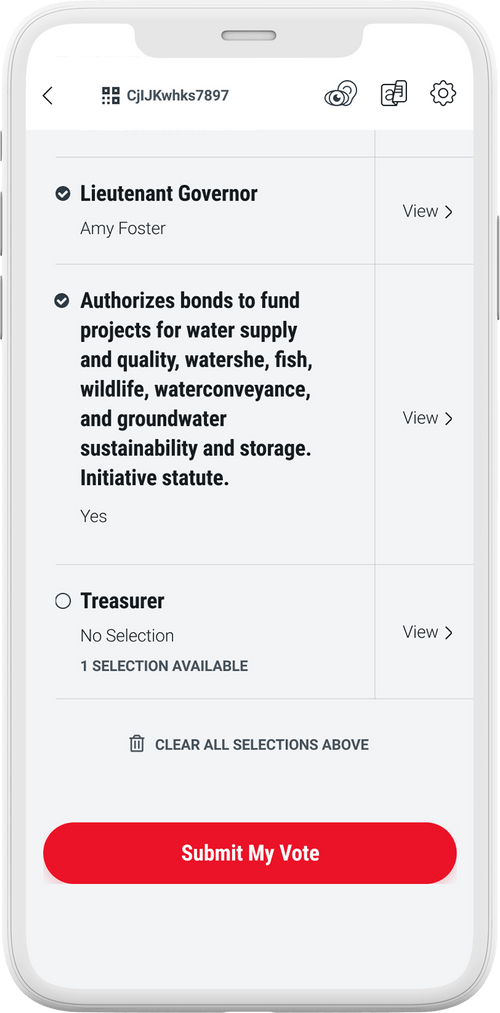 CjIJKwhks7897
Lieutenant Governor
Amy Foster
View
Authorizes bonds to fund
projects for water supply
and quality, watershe, fish,
wildlife, waterconveyance,
and groundwater
sustainability and storage.
Initiative statute.
Yes
View
Treasurer
No Selection
1 SELECTION AVAILABLE
View
CLEAR ALL SELECTIONS ABOVE
Submit My Vote